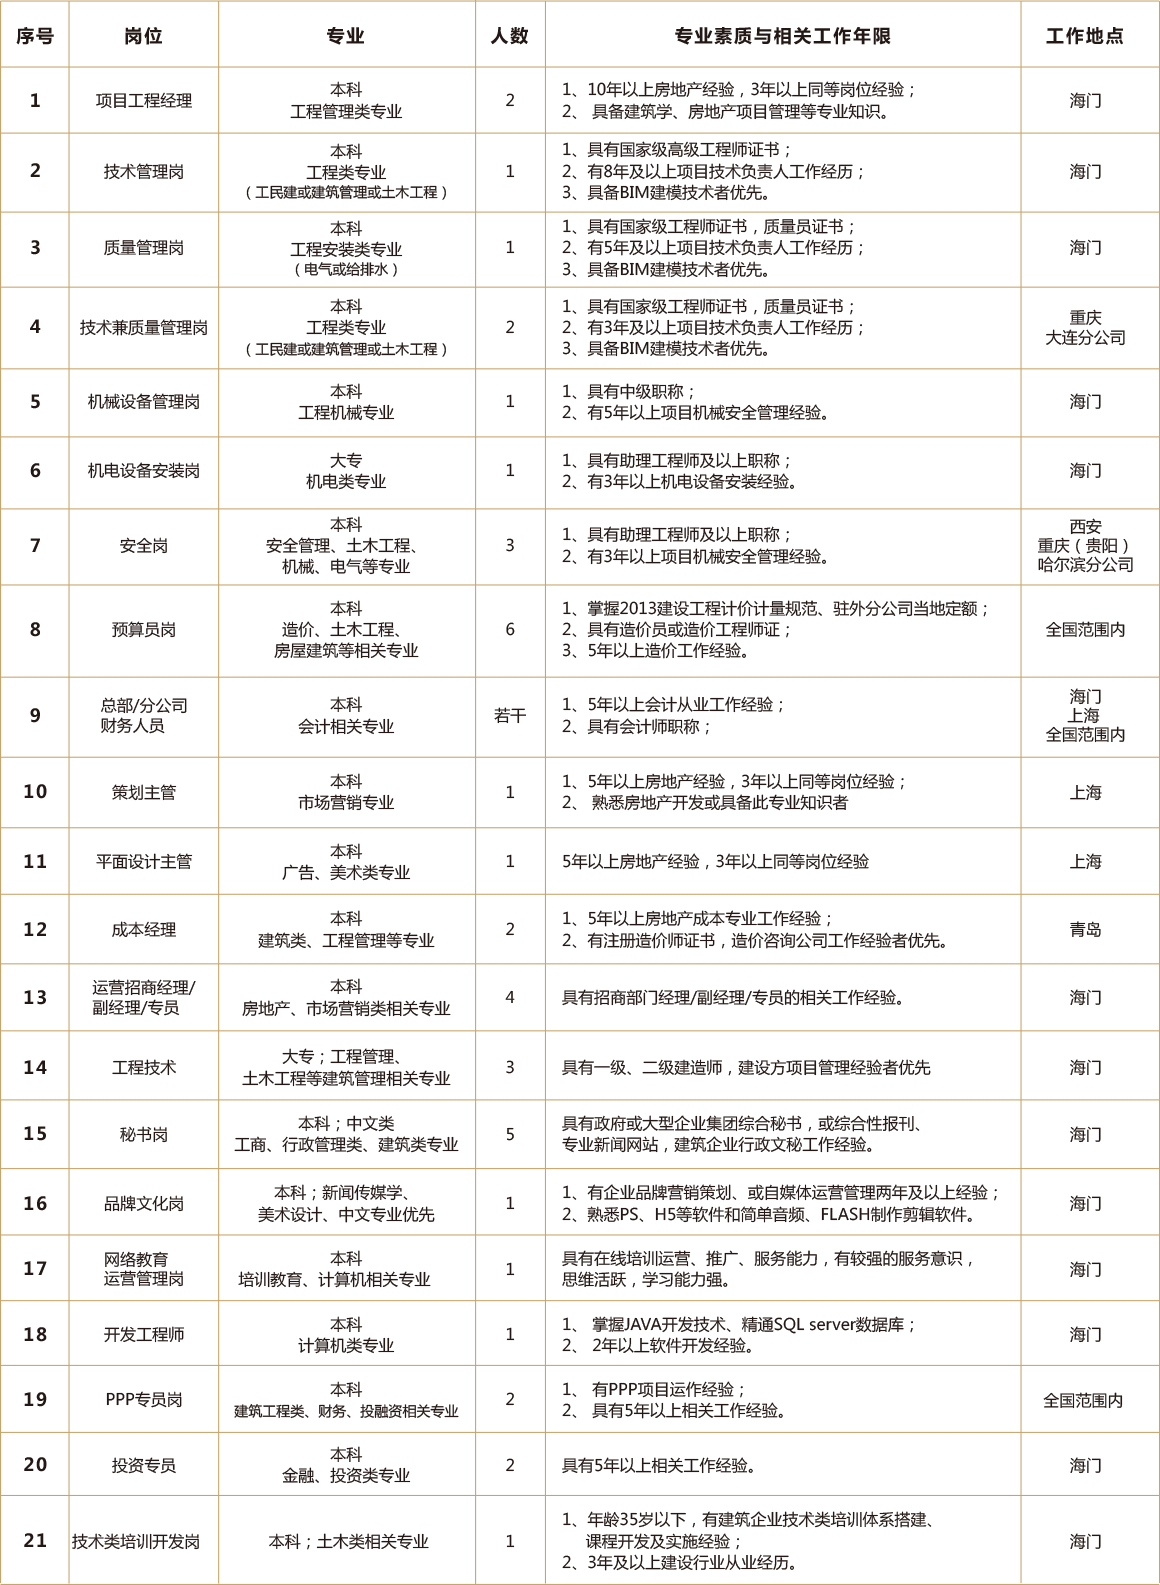 序号 岗位 专业 人数 专业素质与相关工作年限 工作地点
1 项目工程经理 本科 工程管理类专业 2 1、10年以上房地产经验，3年以上同等岗位经验； 海门
2、 具备建筑学、房地产项目管理等专业知识。
2 技术管理岗 本科 工程类专业 （工民建或建筑管理或土木工程） 1 1、具有国家级高级工程师证书； 海门
2、有8年及以上项目技术负责人工作经历；
3、具备BIM建模技术者优先。
3 质量管理岗 本科 工程安装类专业 （电气或给排水） 1 1、具有国家级工程师证书，质量员证书； 海门
2、有5年及以上项目技术负责人工作经历；
3、具备BIM建模技术者优先。
4 技术兼质量管理岗 本科 工程类专业 （工民建或建筑管理或土木工程） 2 1、具有国家级工程师证书，质量员证书； 重庆 大连分公司
2、有3年及以上项目技术负责人工作经历；
3、具备BIM建模技术者优先。
5 机械设备管理岗 本科 工程机械专业 1 1、具有中级职称； 海门
2、有5年以上项目机械安全管理经验。
6 机电设备安装岗 大专 机电类专业 1 1、具有助理工程师及以上职称； 海门
2、有3年以上机电设备安装经验。
7 安全岗 本科 安全管理、土木工程、 机械、电气等专业 3 1、具有助理工程师及以上职称； 西安 重庆（贵阳） 哈尔滨分公司
2、有3年以上项目机械安全管理经验。
8 预算员岗 本科 造价、土木工程、 房屋建筑等相关专业 6 1、掌握2013建设工程计价计量规范、驻外分公司当地定额； 全国范围内
2、具有造价员或造价工程师证；
3、5年以上造价工作经验。
9 总部/分公司 财务人员 本科 会计相关专业 若干 1、5年以上会计从业工作经验； 海门 上海 全国范围内
2、具有会计师职称；
10 策划主管 本科 市场营销专业 1 1、5年以上房地产经验，3年以上同等岗位经验； 上海
2、 熟悉房地产开发或具备此专业知识者
11 平面设计主管 本科 广告、美术类专业 1 5年以上房地产经验，3年以上同等岗位经验 上海
12 成本经理 本科 建筑类、工程管理等专业 2 1、5年以上房地产成本专业工作经验； 青岛
2、有注册造价师证书，造价咨询公司工作经验者优先。
13 运营招商经理/ 副经理/专员 本科 房地产、市场营销类相关专业 4 具有招商部门经理/副经理/专员的相关工作经验。 海门
14 工程技术 大专；工程管理、 土木工程等建筑管理相关专业 3 具有一级、二级建造师，建设方项目管理经验者优先 海门
15 秘书岗 本科；中文类 工商、行政管理类、建筑类专业 5 具有政府或大型企业集团综合秘书，或综合性报刊、 海门
专业新闻网站，建筑企业行政文秘工作经验。
16 品牌文化岗 本科；新闻传媒学、 美术设计、中文专业优先 1 1、有企业品牌营销策划、或自媒体运营管理两年及以上经验； 海门
2、熟悉PS、H5等软件和简单音频、FLASH制作剪辑软件。
17 网络教育 运营管理岗 本科 培训教育、计算机相关专业 1 具有在线培训运营、推广、服务能力，有较强的服务意识， 海门
思维活跃，学习能力强。
18 开发工程师 本科 计算机类专业 1 1、 掌握JAVA开发技术、精通SQL server数据库； 海门
2、 2年以上软件开发经验。
19 PPP专员岗 本科 建筑工程类、财务、投融资相关专业 2 1、 有PPP项目运作经验； 全国范围内
2、 具有5年以上相关工作经验。
20 投资专员 本科 金融、投资类专业 2 具有5年以上相关工作经验。 海门
21 技术类培训开发岗 本科；土木类相关专业 1 1、年龄35岁以下，有建筑企业技术类培训体系搭建、 海门
课程开发及实施经验；
2、3年及以上建设行业从业经历。